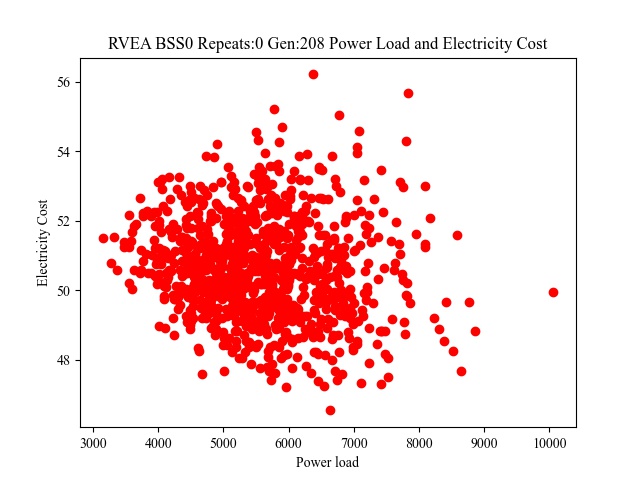 RVEA BSS0 Repeats:0 Gen:208 Power Load and Electricity Cost
56
54
52
50
48
Electricity Cost
3000 4000 5000 6000 7000 8000 9000 10000
Power load